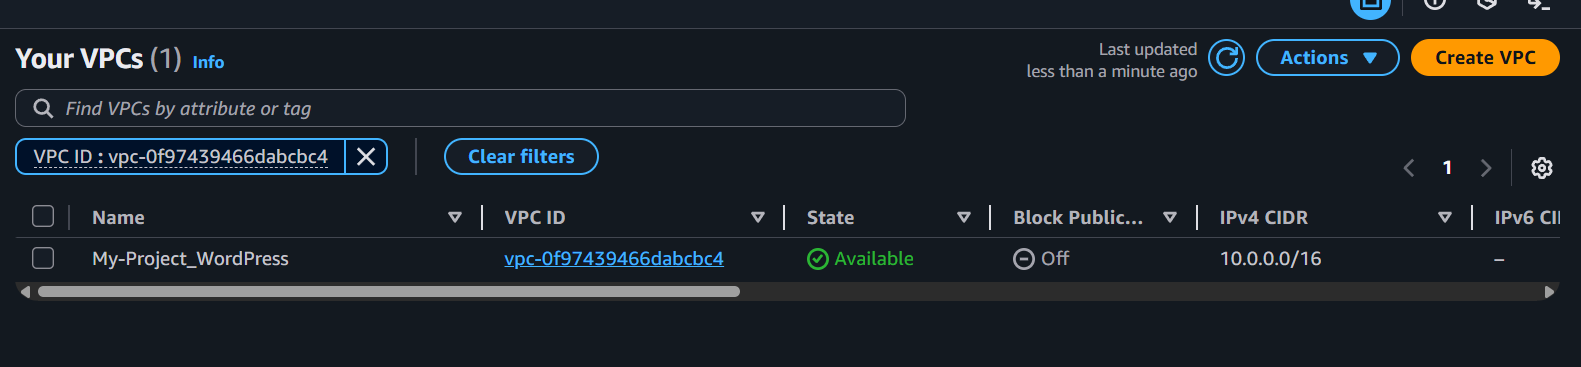 Your VPCs (1) Info
Last updated
less than a minute ago
Actions
Create VPC
Find VPCs by attribute or tag
VPC ID : vpc-0f97439466dabcbc4
Clear filters
1
Name VPC ID State Block Public... IPv4 CIDR IPv6 CI
My-Project_WordPress vpc-0f97439466dabcbc4 Available Off 10.0.0.0/16 –